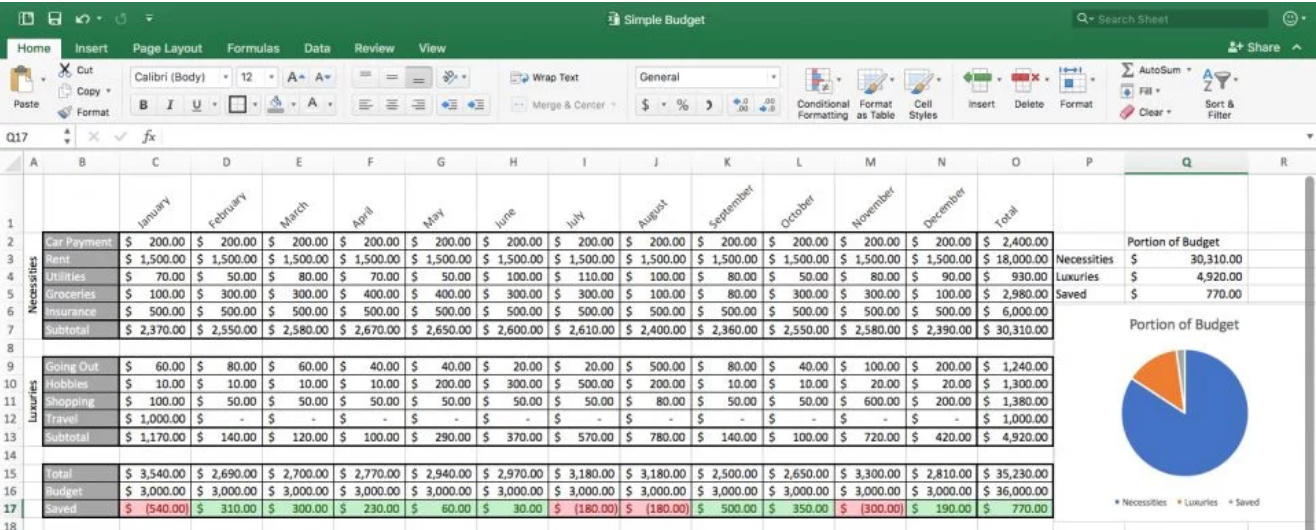 Simple Budget
Search Sheet
Home Insert Page Layout Formulas Data Review View Share
Paste Cut Copy Format
Calibri (Body) 12 A A
B I U A
Wrap Text
Merge & Center
General
$ % )
Conditional Formatting Format as Table Cell Styles
Insert Delete Format
AutoSum Fill Clear
Sort & Filter
Q17 fx
A B C D E F G H I J K L M N O P Q R
1 January February March April May June July August September October November December Total
Necessities
2 Car Payment $ 200.00 $ 200.00 $ 200.00 $ 200.00 $ 200.00 $ 200.00 $ 200.00 $ 200.00 $ 200.00 $ 200.00 $ 200.00 $ 200.00 $ 2,400.00 Portion of Budget
3 Rent $ 1,500.00 $ 1,500.00 $ 1,500.00 $ 1,500.00 $ 1,500.00 $ 1,500.00 $ 1,500.00 $ 1,500.00 $ 1,500.00 $ 1,500.00 $ 1,500.00 $ 1,500.00 $ 18,000.00 Necessities $ 30,310.00
4 Utilities $ 70.00 $ 50.00 $ 80.00 $ 70.00 $ 50.00 $ 100.00 $ 110.00 $ 100.00 $ 80.00 $ 50.00 $ 80.00 $ 90.00 $ 930.00 Luxuries $ 4,920.00
5 Groceries $ 100.00 $ 300.00 $ 300.00 $ 400.00 $ 400.00 $ 300.00 $ 300.00 $ 100.00 $ 80.00 $ 300.00 $ 300.00 $ 100.00 $ 2,980.00 Saved $ 770.00
6 Insurance $ 500.00 $ 500.00 $ 500.00 $ 500.00 $ 500.00 $ 500.00 $ 500.00 $ 500.00 $ 500.00 $ 500.00 $ 500.00 $ 500.00 $ 6,000.00
7 Subtotal $ 2,370.00 $ 2,550.00 $ 2,580.00 $ 2,670.00 $ 2,650.00 $ 2,600.00 $ 2,610.00 $ 2,400.00 $ 2,360.00 $ 2,550.00 $ 2,580.00 $ 2,390.00 $ 30,310.00
Portion of Budget
8
Luxuries
9 Going Out $ 60.00 $ 80.00 $ 60.00 $ 40.00 $ 40.00 $ 20.00 $ 20.00 $ 500.00 $ 80.00 $ 40.00 $ 100.00 $ 200.00 $ 1,240.00
10 Hobbies $ 10.00 $ 10.00 $ 10.00 $ 10.00 $ 200.00 $ 300.00 $ 500.00 $ 200.00 $ 10.00 $ 10.00 $ 20.00 $ 20.00 $ 1,300.00
11 Shopping $ 100.00 $ 50.00 $ 50.00 $ 50.00 $ 50.00 $ 50.00 $ 50.00 $ 80.00 $ 50.00 $ 50.00 $ 600.00 $ 200.00 $ 1,380.00
12 Travel $ 1,000.00 $ - $ - $ - $ - $ - $ - $ - $ - $ - $ - $ - $ 1,000.00
13 Subtotal $ 1,170.00 $ 140.00 $ 120.00 $ 100.00 $ 290.00 $ 370.00 $ 570.00 $ 780.00 $ 140.00 $ 100.00 $ 720.00 $ 420.00 $ 4,920.00
14
15 Total $ 3,540.00 $ 2,690.00 $ 2,700.00 $ 2,770.00 $ 2,940.00 $ 2,970.00 $ 3,180.00 $ 3,180.00 $ 2,500.00 $ 2,650.00 $ 3,300.00 $ 2,810.00 $ 35,230.00
16 Budget $ 3,000.00 $ 3,000.00 $ 3,000.00 $ 3,000.00 $ 3,000.00 $ 3,000.00 $ 3,000.00 $ 3,000.00 $ 3,000.00 $ 3,000.00 $ 3,000.00 $ 3,000.00 $ 36,000.00
17 Saved $ (540.00) $ 310.00 $ 300.00 $ 230.00 $ 60.00 $ 30.00 $ (180.00) $ (180.00) $ 500.00 $ 350.00 $ (300.00) $ 190.00 $ 770.00
Necessities Luxuries Saved
18